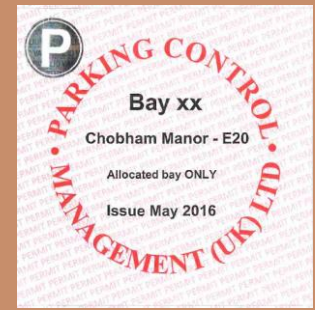 P
PARKING CONTROL
Bay xx
Chobham Manor - E20
Allocated bay ONLY
Issue May 2016
MANAGEMENT (UK) LTD